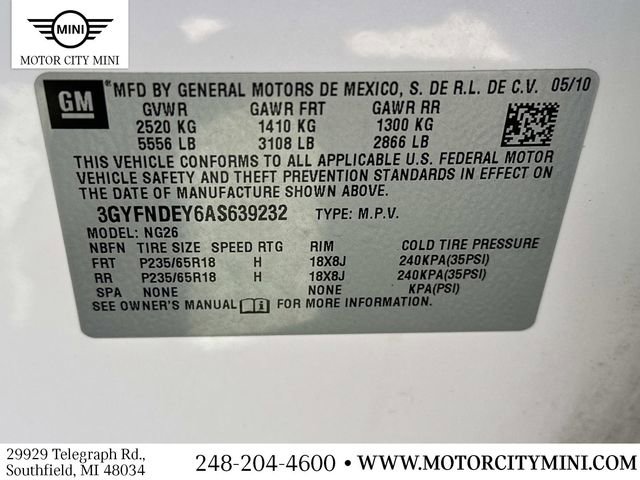 MINI
MOTOR CITY MINI
GM
MFD BY GENERAL MOTORS DE MEXICO, S. DE R.L. DE C.V. 05/10
GVWR GAWR FRT GAWR RR
2520 KG 1410 KG 1300 KG
5556 LB 3108 LB 2866 LB
THIS VEHICLE CONFORMS TO ALL APPLICABLE U.S. FEDERAL MOTOR
VEHICLE SAFETY AND THEFT PREVENTION STANDARDS IN EFFECT ON
THE DATE OF MANUFACTURE SHOWN ABOVE.
3GYFNDEY6AS639232 TYPE: M.P.V.
MODEL: NG26
NBFN TIRE SIZE SPEED RTG RIM COLD TIRE PRESSURE
FRT P235/65R18 H 18X8J 240KPA(35PSI)
RR P235/65R18 H 18X8J 240KPA(35PSI)
SPA NONE NONE KPA(PSI)
SEE OWNER'S MANUAL FOR MORE INFORMATION.
29929 Telegraph Rd.,
Southfield, MI 48034
248-204-4600 • WWW.MOTORCITYMINI.COM